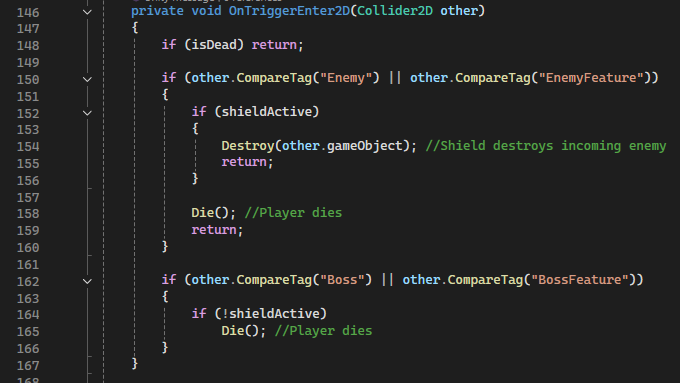 146 private void OnTriggerEnter2D(Collider2D other)
147 {
148 if (isDead) return;
149
150 if (other.CompareTag("Enemy") || other.CompareTag("EnemyFeature"))
151 {
152 if (shieldActive)
153 {
154 Destroy(other.gameObject); //Shield destroys incoming enemy
155 return;
156 }
157
158 Die(); //Player dies
159 return;
160 }
161
162 if (other.CompareTag("Boss") || other.CompareTag("BossFeature"))
163 {
164 if (!shieldActive)
165 Die(); //Player dies
166 }
167 }
168